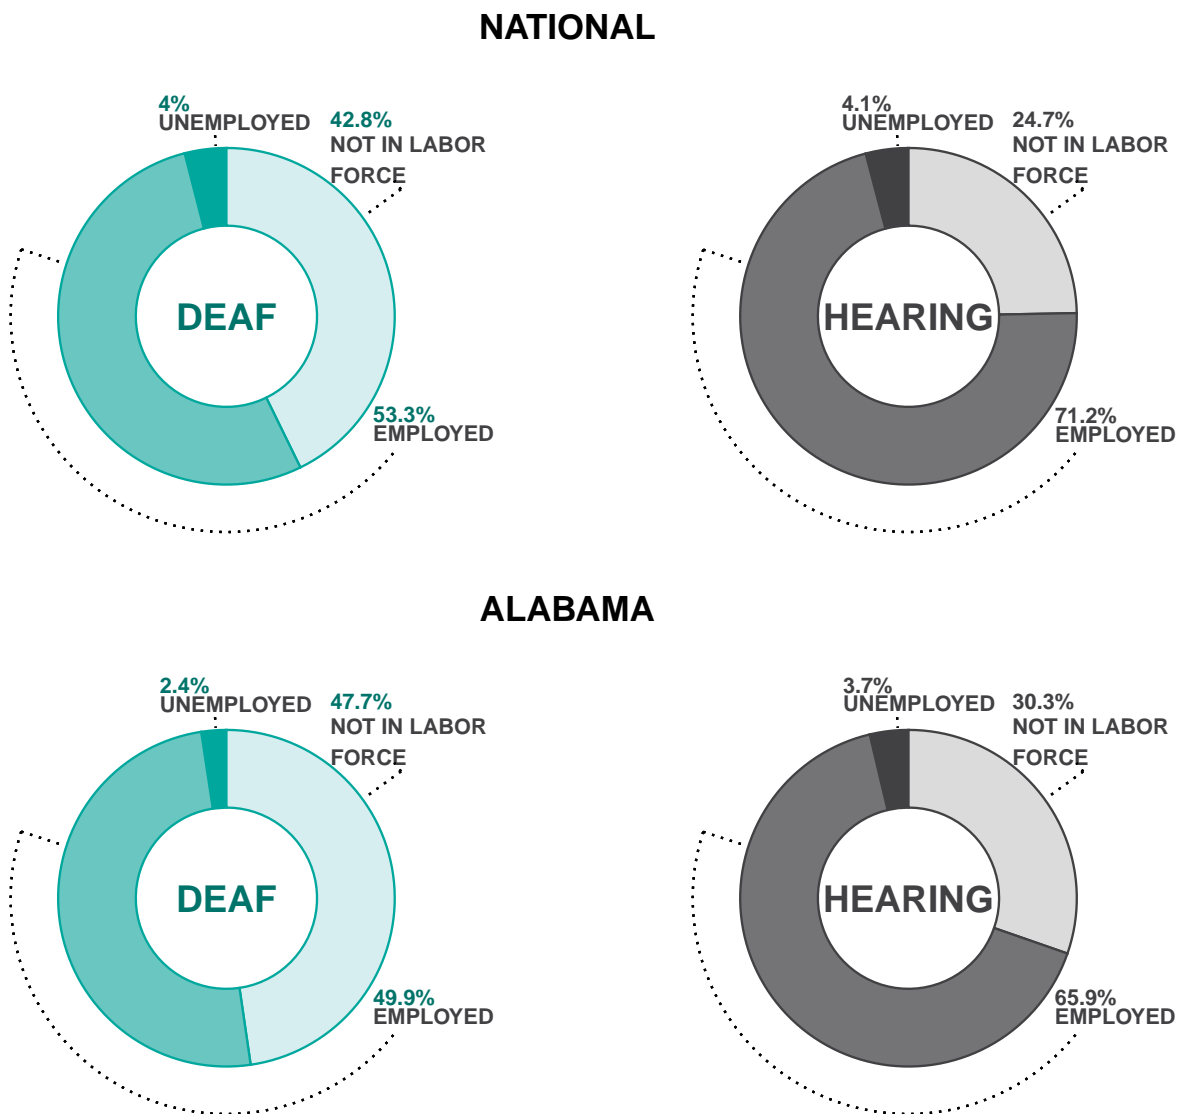 NATIONAL
4%
UNEMPLOYED
42.8%
NOT IN LABOR
FORCE
DEAF
53.3%
EMPLOYED
4.1%
UNEMPLOYED
24.7%
NOT IN LABOR
FORCE
HEARING
71.2%
EMPLOYED
ALABAMA
2.4%
UNEMPLOYED
47.7%
NOT IN LABOR
FORCE
DEAF
49.9%
EMPLOYED
3.7%
UNEMPLOYED
30.3%
NOT IN LABOR
FORCE
HEARING
65.9%
EMPLOYED